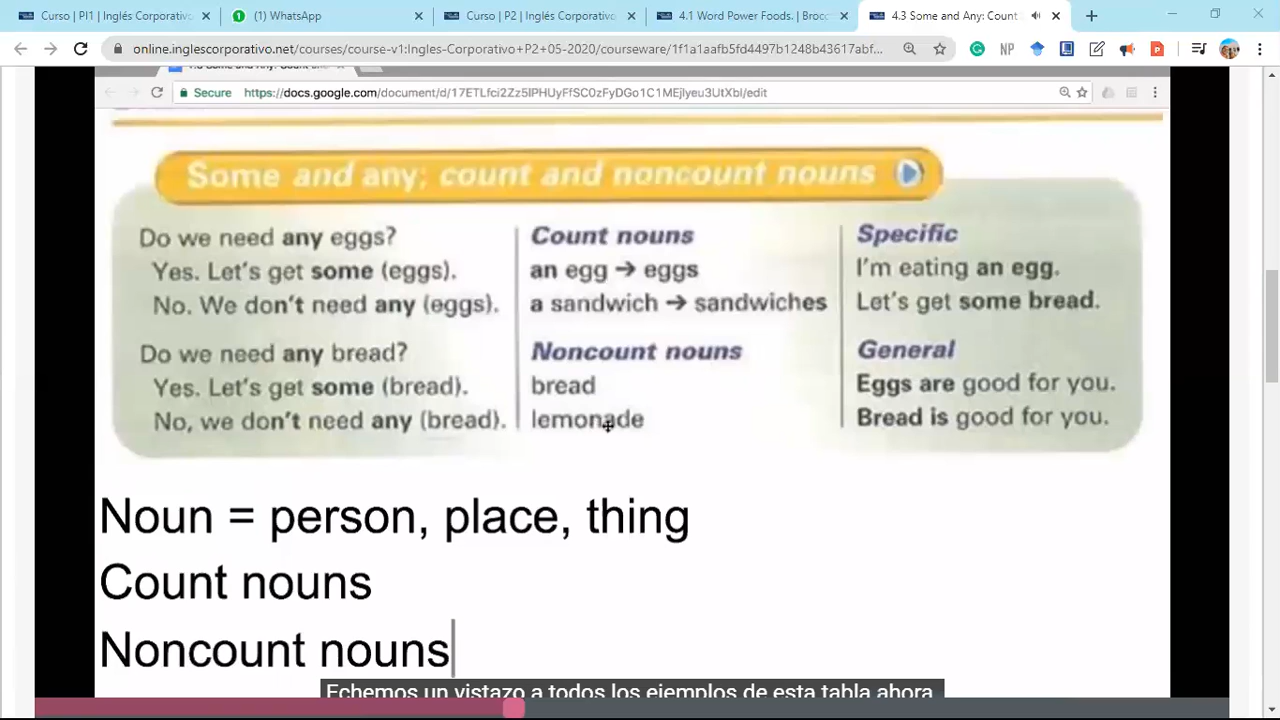 Curso | PI1 | Inglés Corporativo
(1) WhatsApp
Curso | P2 | Inglés Corporativo
4.1 Word Power Foods. | Brocc
4.3 Some and Any: Count
online.inglescorporativo.net/courses/course-v1:Ingles-Corporativo+P2+05-2020/courseware/1f1a1aafb5fd4497b1248b43617abf...
NP
Secure https://docs.google.com/document/d/17ETLfci2Zz5IPHUyFfSC0zFyDGo1C1MEjlyeu3UtXbI/edit
Some and any; count and noncount nouns
Do we need any eggs?
Yes. Let's get some (eggs).
No. We don't need any (eggs).
Do we need any bread?
Yes. Let's get some (bread).
No, we don't need any (bread).
Count nouns
an egg → eggs
a sandwich → sandwiches
Noncount nouns
bread
lemonade
Specific
I'm eating an egg.
Let's get some bread.
General
Eggs are good for you.
Bread is good for you.
Noun = person, place, thing
Count nouns
Noncount nouns
Echemos un vistazo a todos los ejemplos de esta tabla ahora